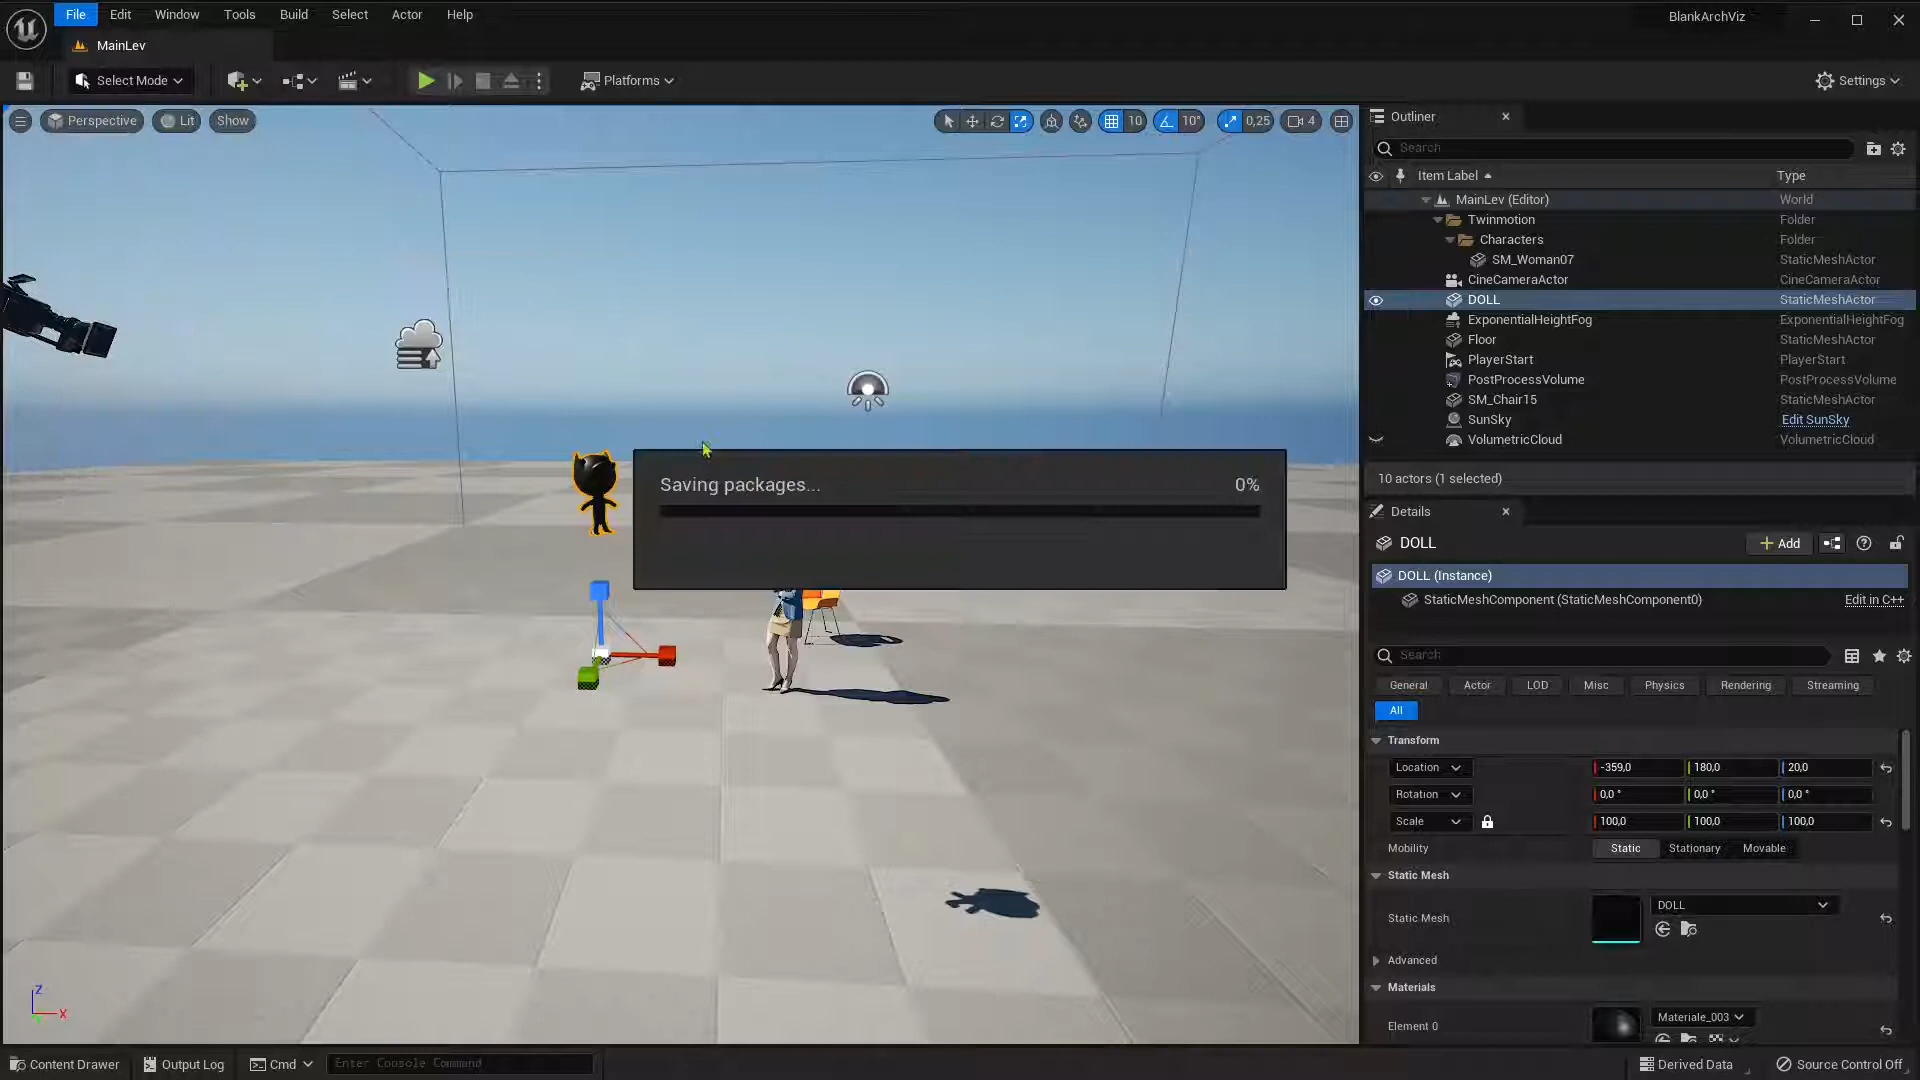 File Edit Window Tools Build Select Actor Help
BlankArchViz
MainLev
Select Mode
Platforms
Settings
Perspective Lit Show
10 10° 0,25 4
Outliner
Search
Item Label Type
MainLev (Editor) World
Twinmotion Folder
Characters Folder
SM_Woman07 StaticMeshActor
CineCameraActor CineCameraActor
DOLL StaticMeshActor
ExponentialHeightFog ExponentialHeightFog
Floor StaticMeshActor
PlayerStart PlayerStart
PostProcessVolume PostProcessVolume
SM_Chair15 StaticMeshActor
SunSky Edit SunSky
VolumetricCloud VolumetricCloud
10 actors (1 selected)
Saving packages... 0%
Details
DOLL
Add
DOLL (Instance)
StaticMeshComponent (StaticMeshComponent0) Edit in C++
Search
General Actor LOD Misc Physics Rendering Streaming
All
Transform
Location -359,0 180,0 20,0
Rotation 0,0 ° 0,0 ° 0,0 °
Scale 100,0 100,0 100,0
Mobility Static Stationary Movable
Static Mesh
Static Mesh DOLL
Advanced
Materials
Element 0 Materiale_003
Z
X
Content Drawer Output Log Cmd Enter Console Command
Derived Data Source Control Off